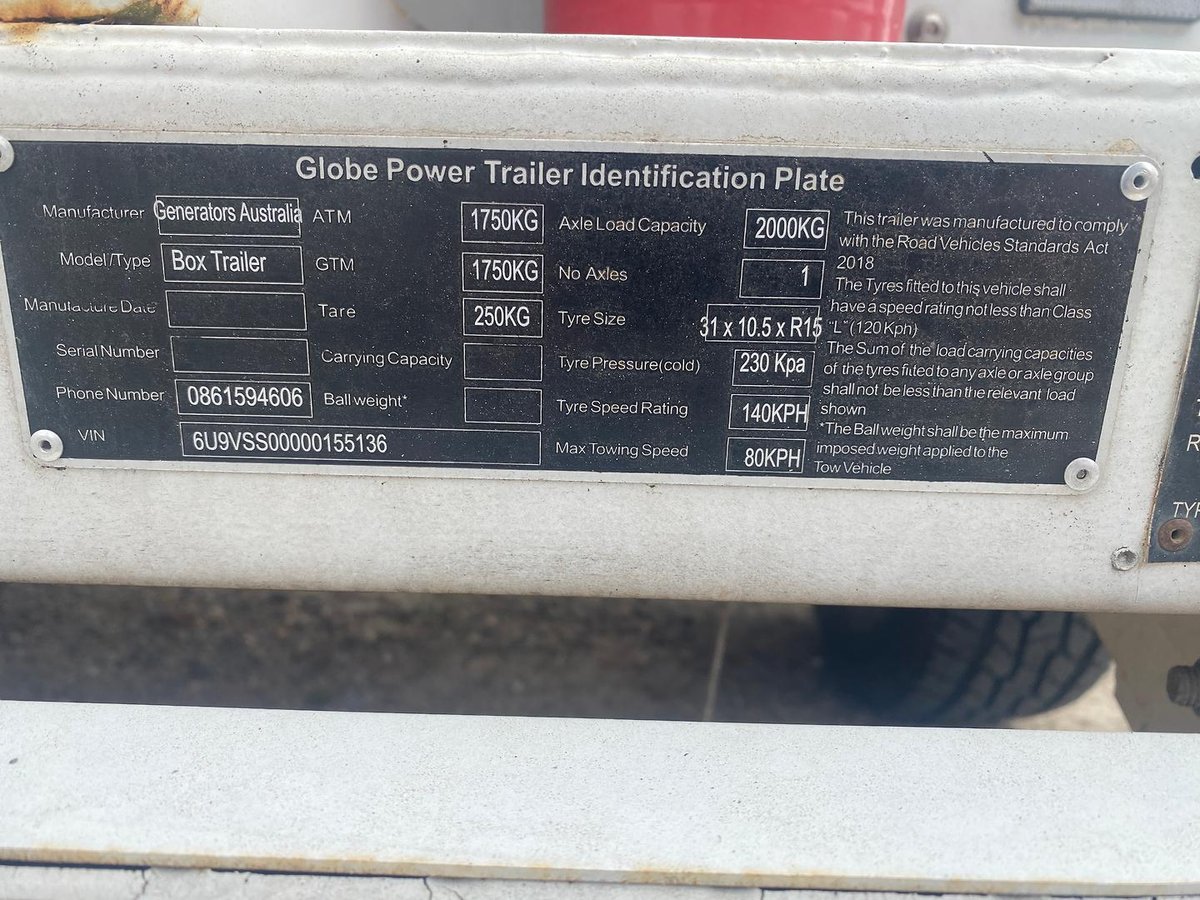 Globe Power Trailer Identification Plate
Manufacturer Generators Australia
Model/Type Box Trailer
Manufacture Date
Serial Number
Phone Number 0861594606
VIN 6U9VSS00000155136
ATM 1750KG
GTM 1750KG
Tare 250KG
Carrying Capacity
Ball weight*
Axle Load Capacity 2000KG
No Axles 1
Tyre Size 31 x 10.5 x R15
Tyre Pressure(cold) 230 Kpa
Tyre Speed Rating 140KPH
Max Towing Speed 80KPH
This trailer was manufactured to comply
with the Road Vehicles Standards Act
2018
The Tyres fitted to this vehicle shall
have a speed rating not less than Class
"L" (120 Kph)
The Sum of the load carrying capacities
of the tyres fified to any axle or axle group
shall not be less than the relevant load
shown
*The Ball weight shall be the maximum
imposed weight applied to the
Tow Vehicle
R
TYP